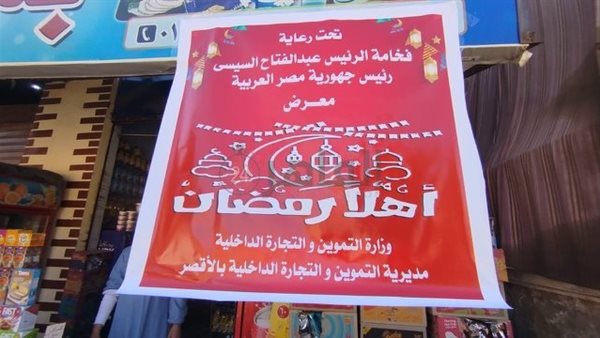 تحت رعاية
فخامة الرئيس عبدالفتاح السيسى
رئيس جمهورية مصر العربية
معرض
أهلاً رمضان
وزارة التموين و التجارة الداخلية
مديرية التموين و التجارة الداخلية بالأقصر